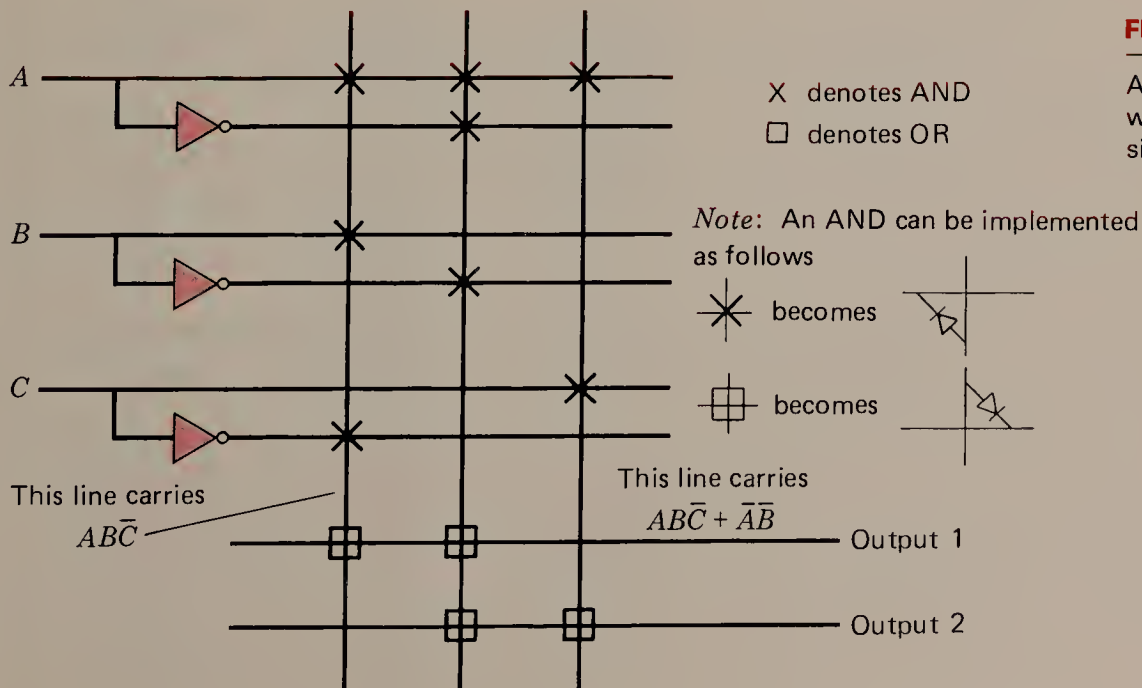 A
B
C
X denotes AND
□ denotes OR
Note: An AND can be implemented
as follows
becomes
becomes
This line carries
ABC̅
This line carries
ABC̅ + A̅B̅
Output 1
Output 2
A
w
si